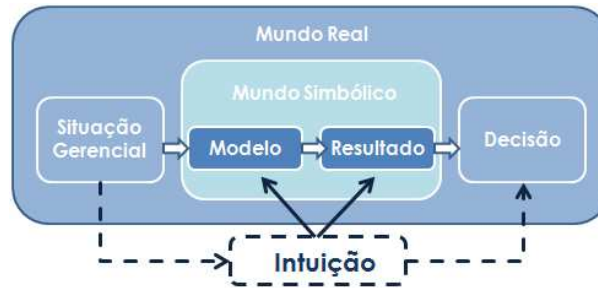 Mundo Real
Mundo Simbólico
Situação
Gerencial
Modelo
Resultado
Decisão
Intuição